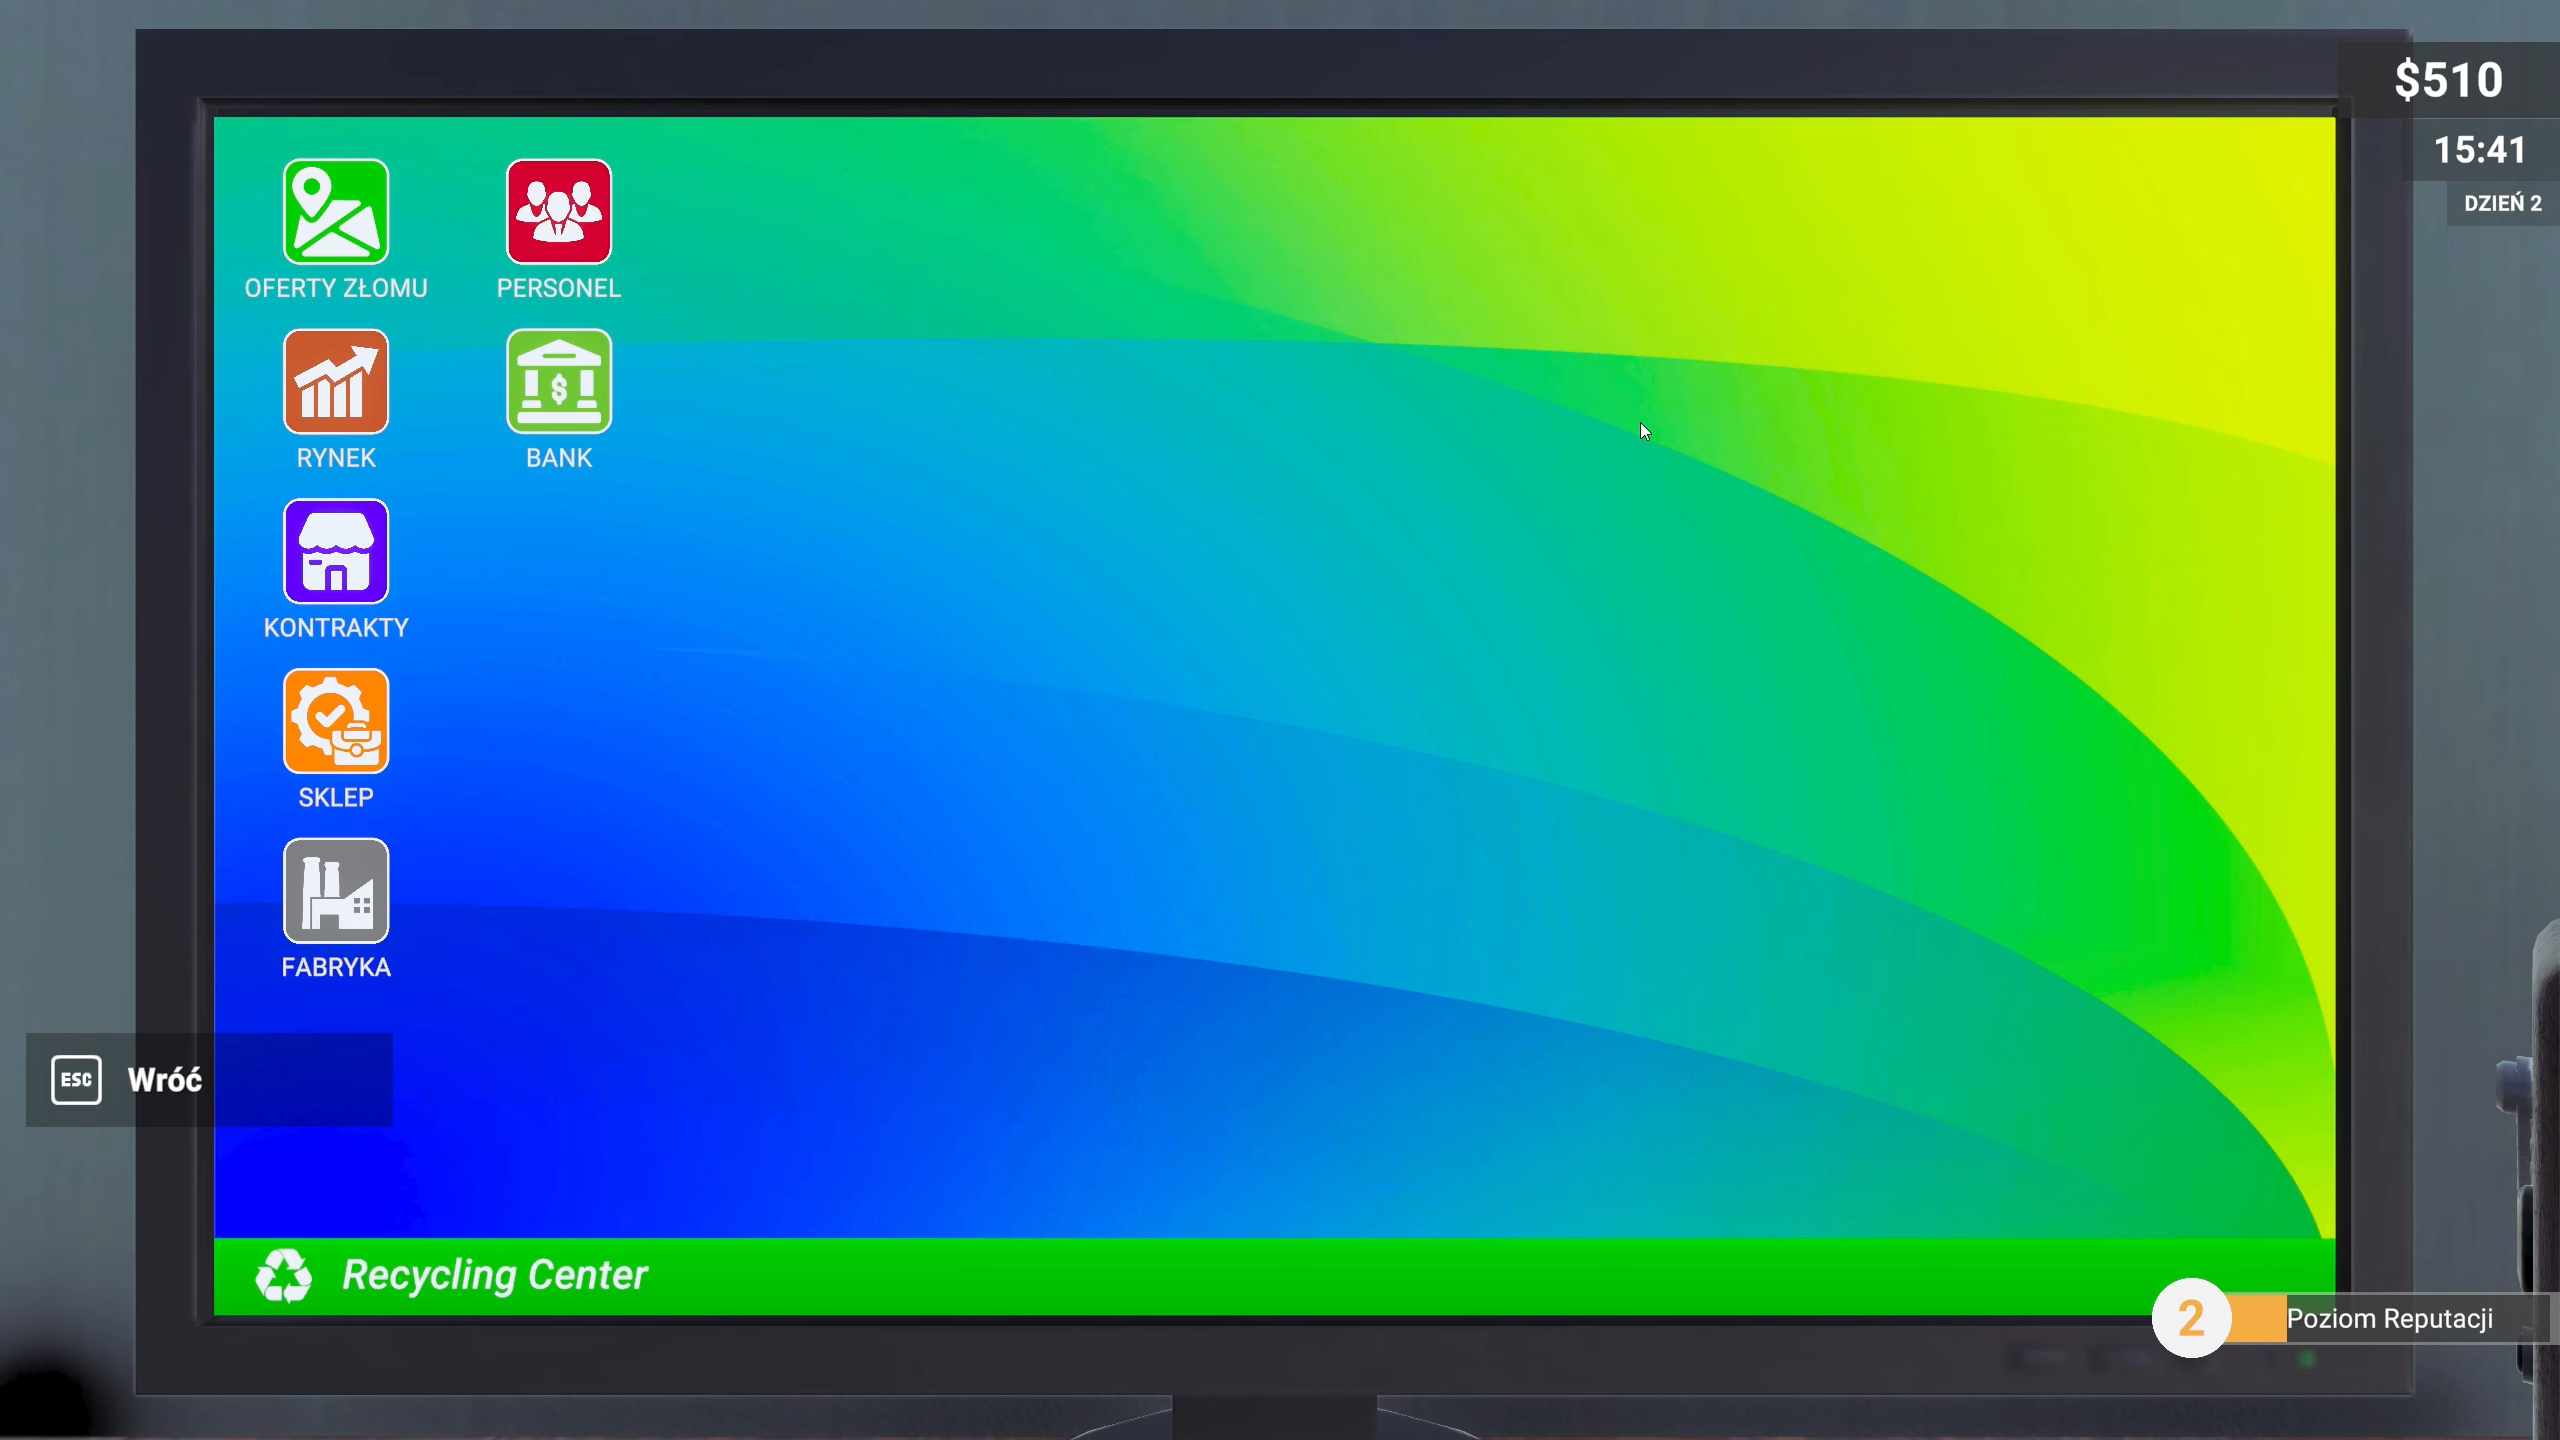 $510
15:41
DZIEŃ 2
OFERTY ZŁOMU
PERSONEL
RYNEK
BANK
KONTRAKTY
SKLEP
FABRYKA
ESC Wróć
Recycling Center
2 Poziom Reputacji